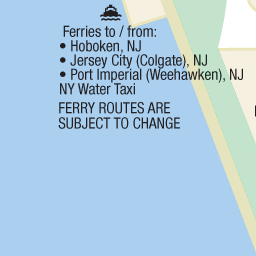 Ferries to / from:
• Hoboken, NJ
• Jersey City (Colgate), NJ
• Port Imperial (Weehawken), NJ
NY Water Taxi
FERRY ROUTES ARE
SUBJECT TO CHANGE